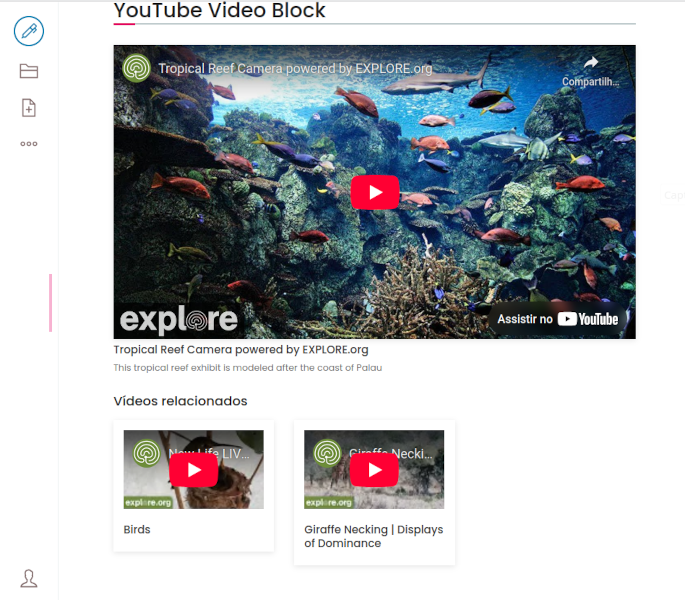 YouTube Video Block
Tropical Reef Camera powered by EXPLORE.org
Compartilh...
explore
Assistir no YouTube
Tropical Reef Camera powered by EXPLORE.org
This tropical reef exhibit is modeled after the coast of Palau
Vídeos relacionados
New Life LIV...
explore.org
Birds
Giraffe Necki...
explore.org
Giraffe Necking | Displays
of Dominance